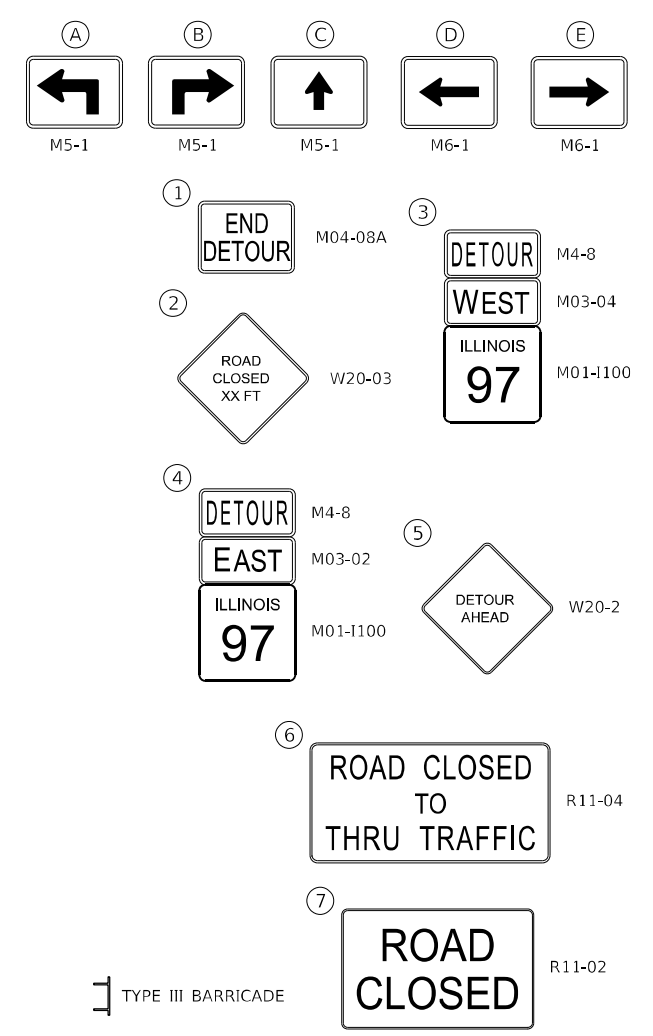 A B C D E
M5-1 M5-1 M5-1 M6-1 M6-1
1
END
DETOUR
M04-08A
2
ROAD
CLOSED
XX FT
W20-03
3
DETOUR
M4-8
WEST
M03-04
ILLINOIS
97
M01-I100
4
DETOUR
M4-8
EAST
M03-02
ILLINOIS
97
M01-I100
5
DETOUR
AHEAD
W20-2
6
ROAD CLOSED
TO
THRU TRAFFIC
R11-04
7
ROAD
CLOSED
R11-02
TYPE III BARRICADE